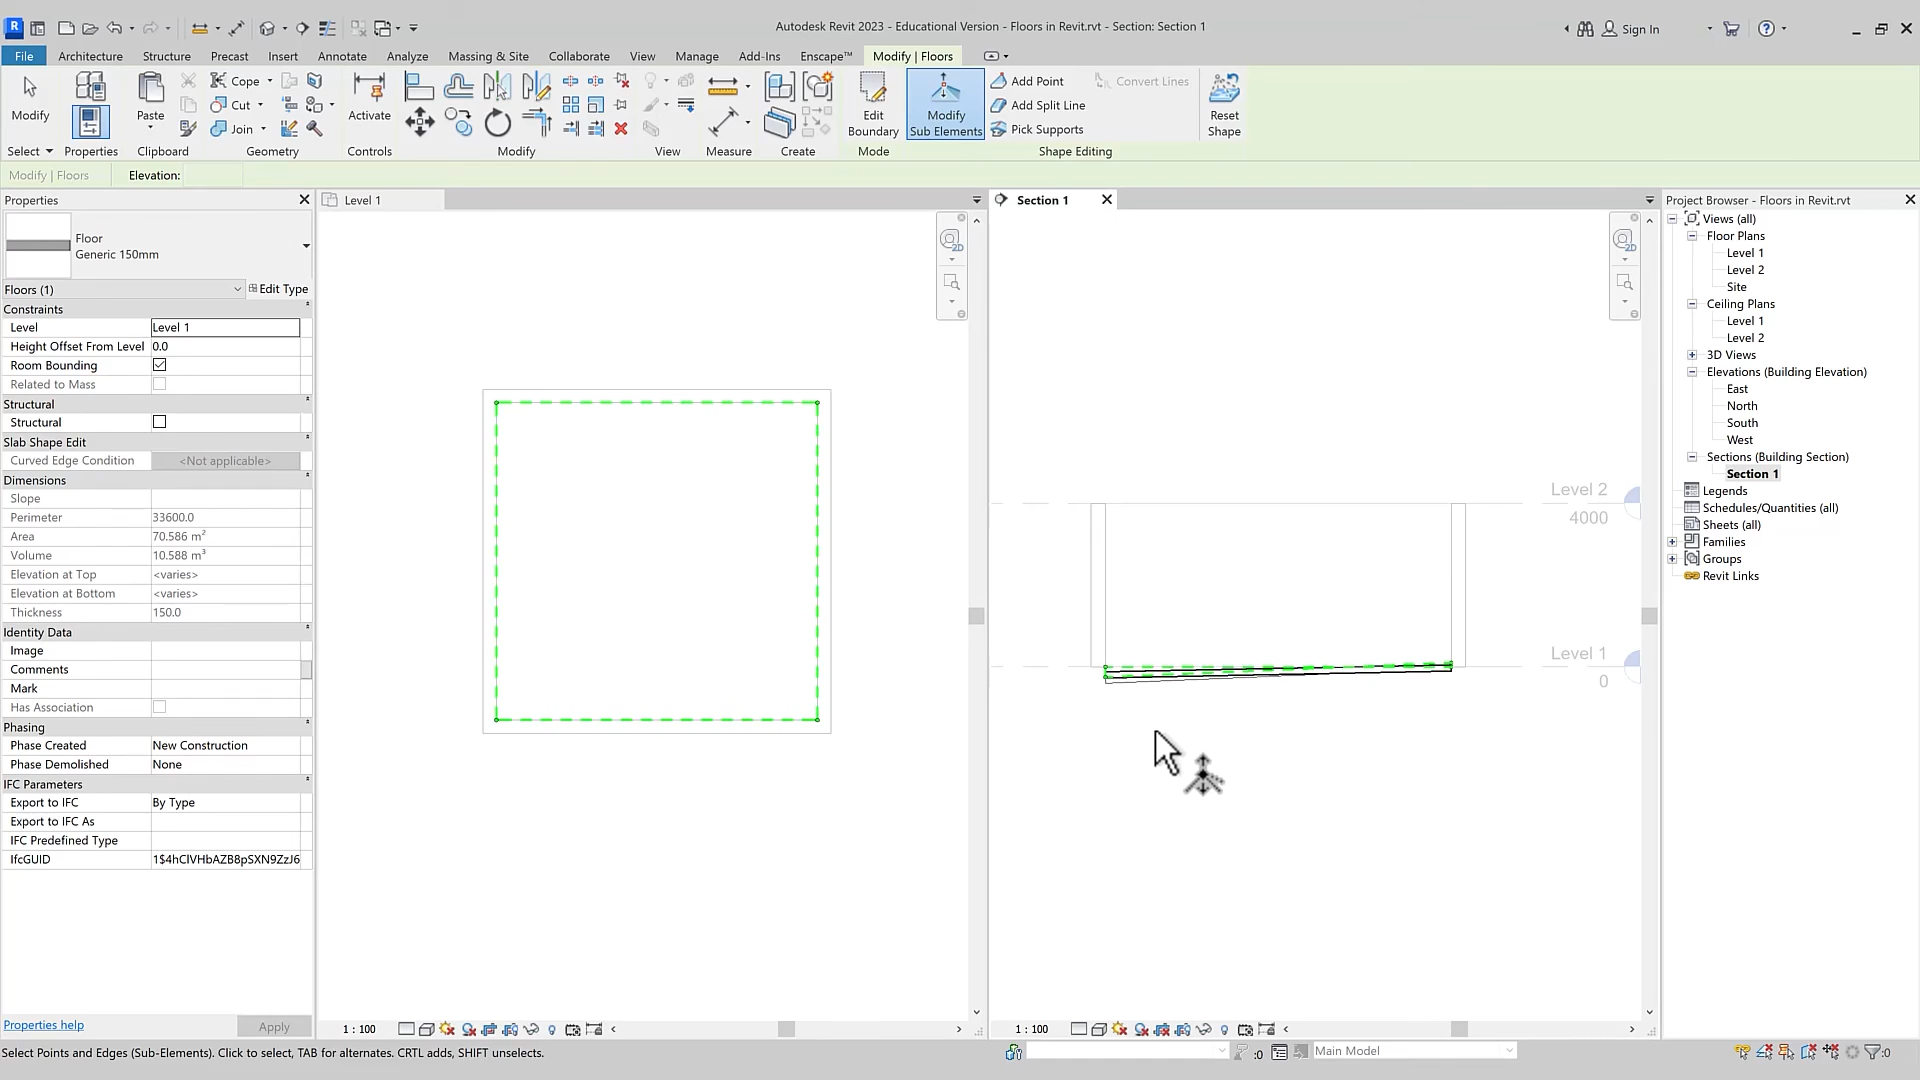 Autodesk Revit 2023 - Educational Version - Floors in Revit.rvt - Section: Section 1
Sign In
File Architecture Structure Precast Insert Annotate Analyze Massing & Site Collaborate View Manage Add-Ins Enscape™ Modify | Floors
Cope
Cut
Join
Modify
Paste
Activate
Edit
Boundary
Modify
Sub Elements
Add Point
Add Split Line
Pick Supports
Convert Lines
Reset
Shape
Select Properties Clipboard Geometry Controls Modify View Measure Create Mode Shape Editing
Modify | Floors Elevation:
Properties
Floor
Generic 150mm
Floors (1) Edit Type
Constraints
Level Level 1
Height Offset From Level 0.0
Room Bounding
Related to Mass
Structural
Structural
Slab Shape Edit
Curved Edge Condition <Not applicable>
Dimensions
Slope
Perimeter 33600.0
Area 70.586 m²
Volume 10.588 m³
Elevation at Top <varies>
Elevation at Bottom <varies>
Thickness 150.0
Identity Data
Image
Comments
Mark
Has Association
Phasing
Phase Created New Construction
Phase Demolished None
IFC Parameters
Export to IFC By Type
Export to IFC As
IFC Predefined Type
IfcGUID 1$4hClVHbAZB8pSXN9ZzJ6
Properties help Apply
Level 1
2D
1 : 100
Section 1
2D
Level 2
4000
Level 1
0
1 : 100
Project Browser - Floors in Revit.rvt
Views (all)
Floor Plans
Level 1
Level 2
Site
Ceiling Plans
Level 1
Level 2
3D Views
Elevations (Building Elevation)
East
North
South
West
Sections (Building Section)
Section 1
Legends
Schedules/Quantities (all)
Sheets (all)
Families
Groups
Revit Links
Select Points and Edges (Sub-Elements). Click to select, TAB for alternates. CRTL adds, SHIFT unselects.
:0
Main Model
:0